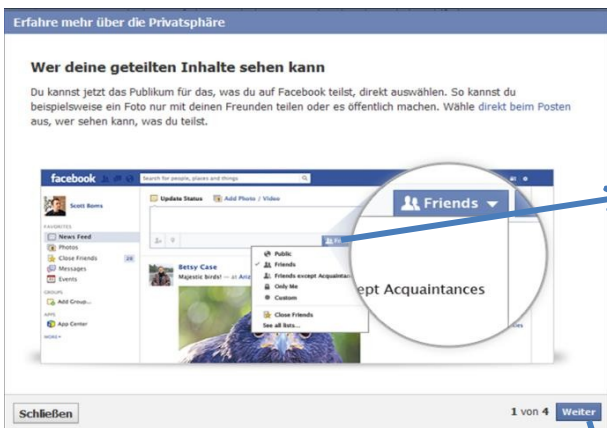 Erfahre mehr über die Privatsphäre
Wer deine geteilten Inhalte sehen kann
Du kannst jetzt das Publikum für das, was du auf Facebook teilst, direkt auswählen. So kannst du
beispielsweise ein Foto nur mit deinen Freunden teilen oder es öffentlich machen. Wähle direkt beim Posten
aus, wer sehen kann, was du teilst.
facebook
Search for people, places and things
Scott Boms
FAVORITES
News Feed
Photos
Close Friends 28
Messages
Events
GROUPS
Add Group...
APPS
App Center
MORE
Update Status Add Photo / Video
Betsy Case
Majestic birds! — at
Public
Friends
Friends except Acquaintances
Only Me
Custom
Close Friends
See all lists...
Friends
ept Acquaintances
Schließen
1 von 4 Weiter